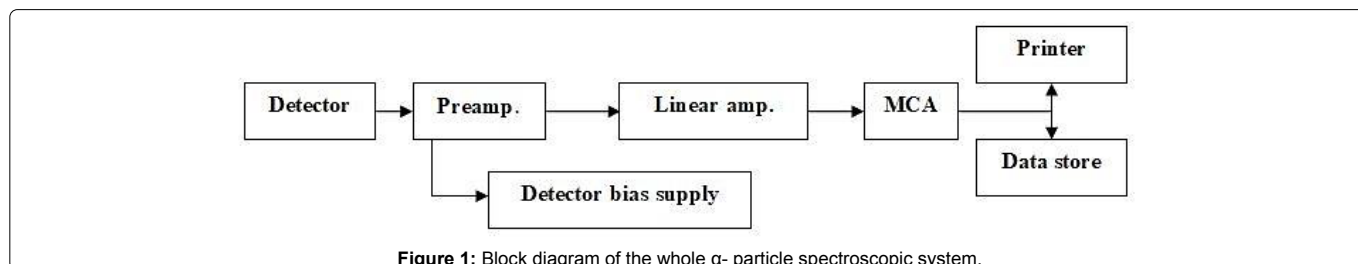 Printer
Detector
Preamp.
Linear amp.
MCA
Data store
Detector bias supply
Figure 1: Block diagram of the whole α- particle spectroscopic system.